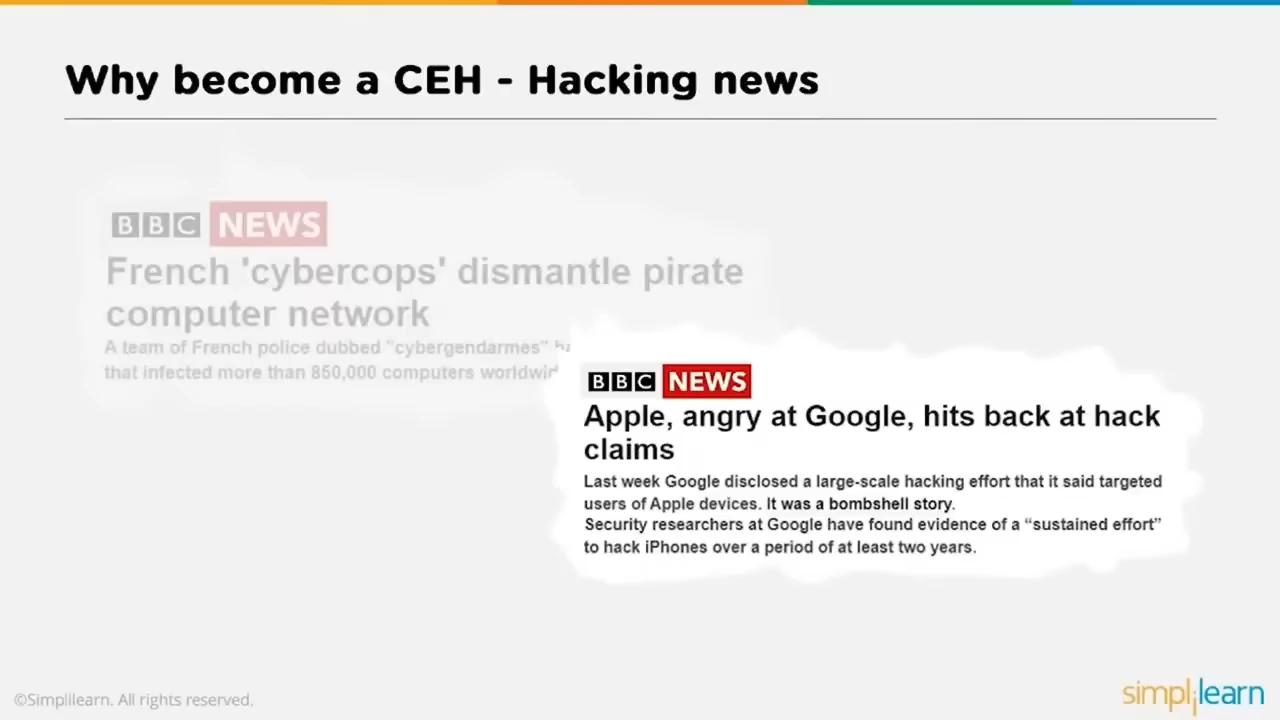 Why become a CEH - Hacking news
BBC NEWS
French 'cybercops' dismantle pirate
computer network
A team of French police dubbed "cybergendarmes"
that infected more than 850,000 computers
BBC NEWS
Apple, angry at Google, hits back at hack
claims
Last week Google disclosed a large-scale hacking effort that it said targeted
users of Apple devices. It was a bombshell story.
Security researchers at Google have found evidence of a “sustained effort”
to hack iPhones over a period of at least two years.
©Simplilearn. All rights reserved.
simplilearn